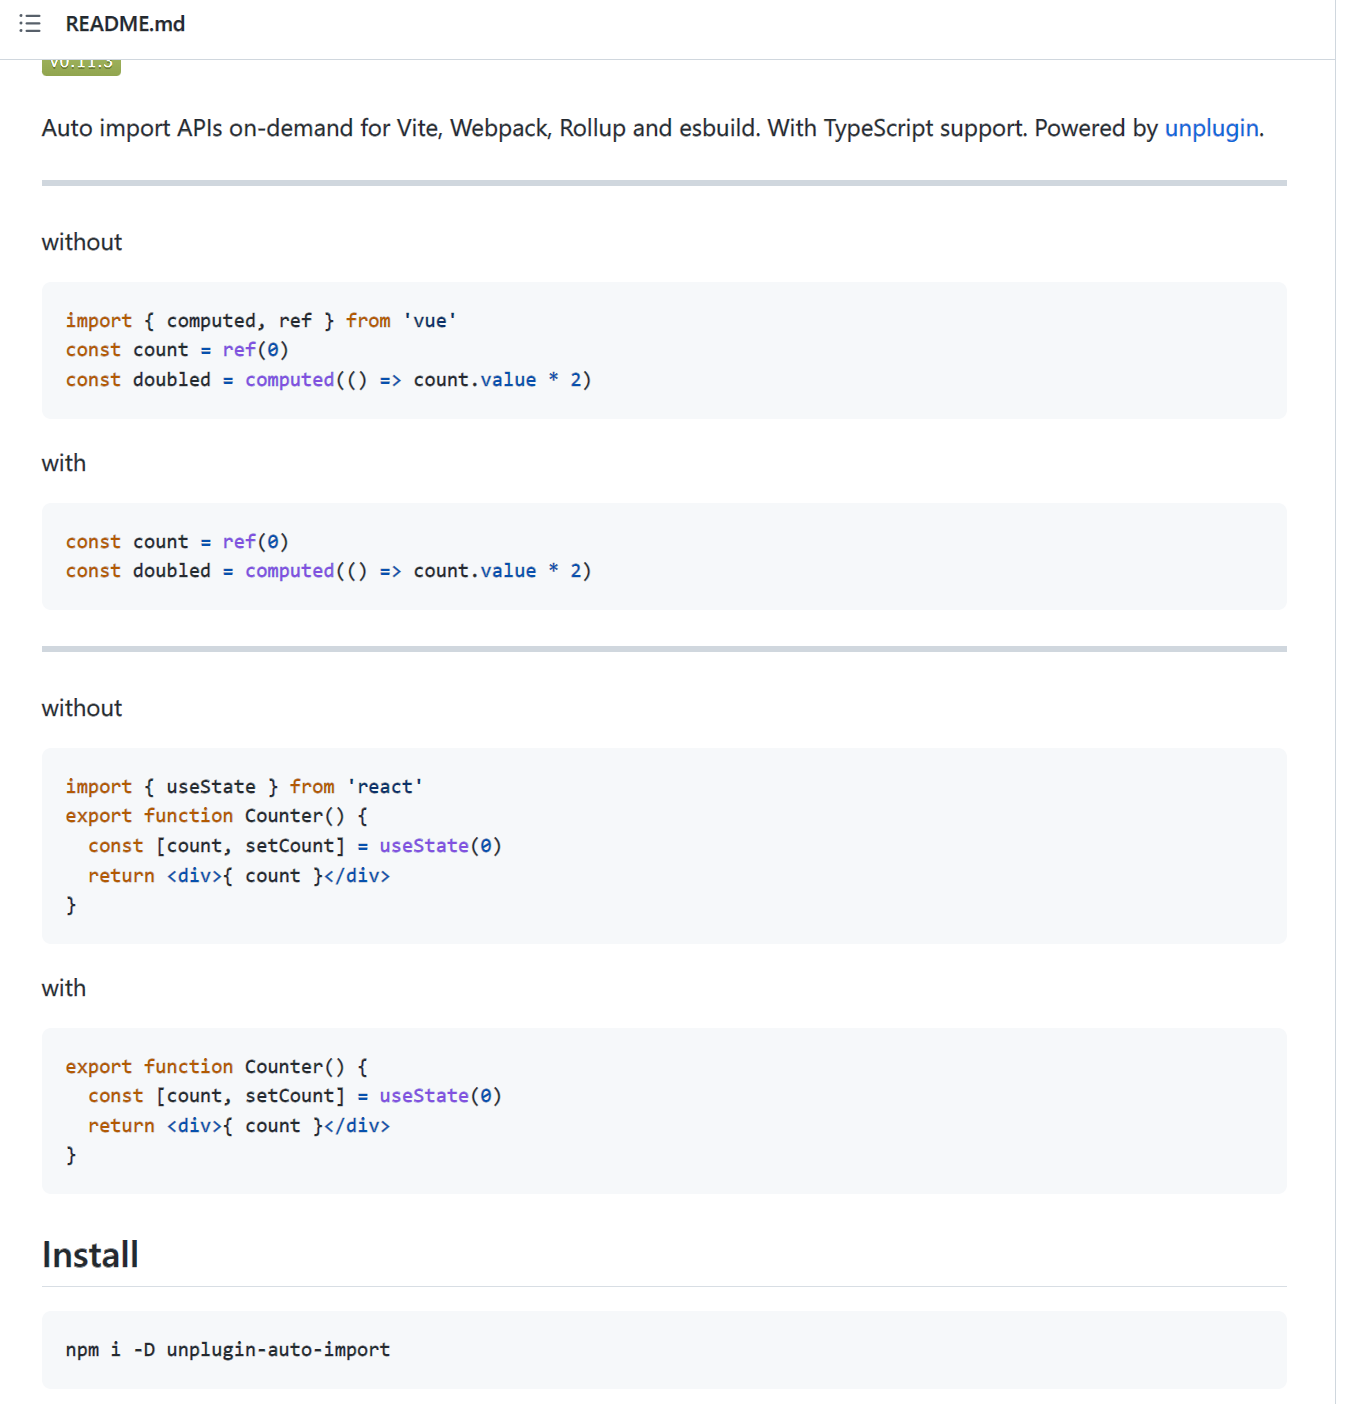 README.md
v0.11.3
Auto import APIs on-demand for Vite, Webpack, Rollup and esbuild. With TypeScript support. Powered by unplugin.
without
import { computed, ref } from 'vue'
const count = ref(0)
const doubled = computed(() => count.value * 2)
with
const count = ref(0)
const doubled = computed(() => count.value * 2)
without
import { useState } from 'react'
export function Counter() {
  const [count, setCount] = useState(0)
  return <div>{ count }</div>
}
with
export function Counter() {
  const [count, setCount] = useState(0)
  return <div>{ count }</div>
}
Install
npm i -D unplugin-auto-import